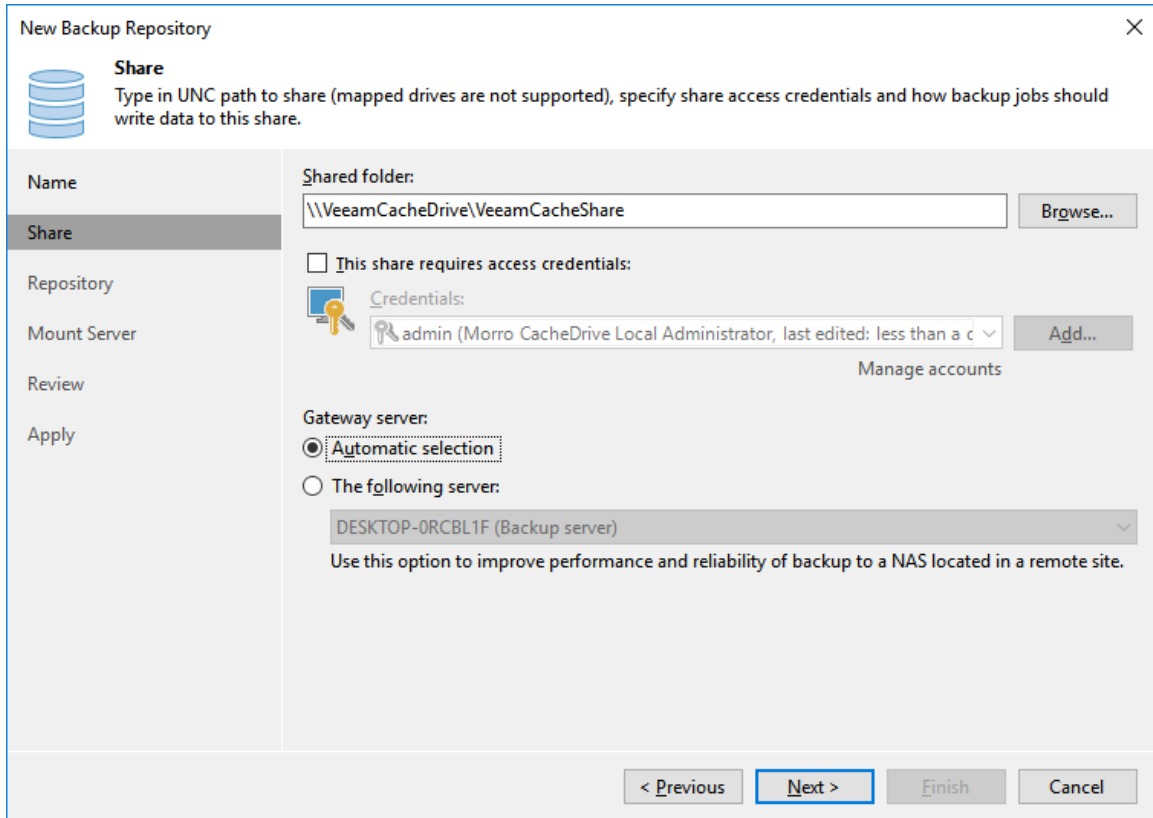 New Backup Repository
Share
Type in UNC path to share (mapped drives are not supported), specify share access credentials and how backup jobs should
write data to this share.
Name
Share
Repository
Mount Server
Review
Apply
Shared folder:
\\VeeamCacheDrive\VeeamCacheShare
Browse...
This share requires access credentials:
Credentials:
admin (Morro CacheDrive Local Administrator, last edited: less than a
Add...
Manage accounts
Gateway server:
Automatic selection
The following server:
DESKTOP-0RCBL1F (Backup server)
Use this option to improve performance and reliability of backup to a NAS located in a remote site.
< Previous
Next >
Finish
Cancel